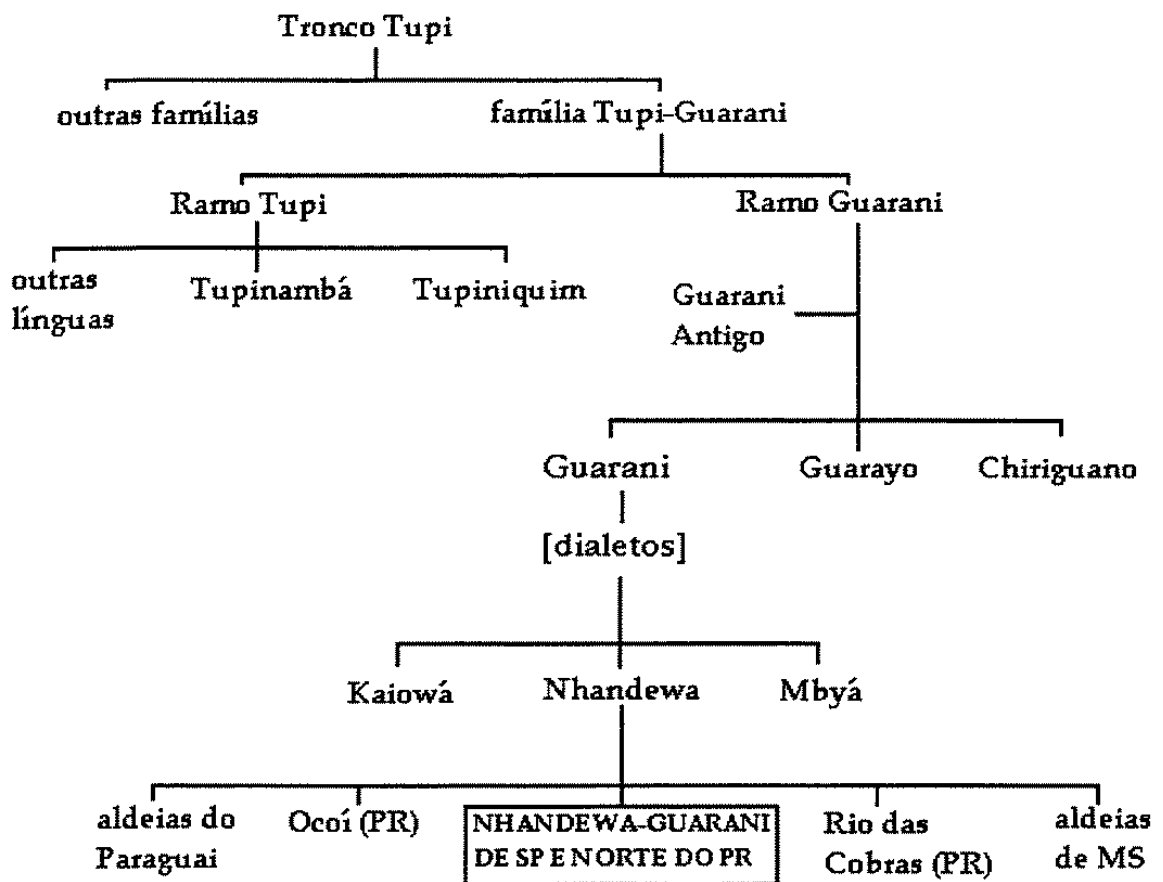 Tronco Tupi
outras famílias
família Tupi-Guarani
Ramo Tupi
Ramo Guarani
outras
línguas
Tupinambá
Tupiniquim
Guarani
Antigo
Guarani
Guarayo
Chiriguano
[dialetos]
Kaiowá
Nhandewa
Mbyá
aldeias do
Paraguai
Ocoí (PR)
NHANDEWA-GUARANI
DE SP E NORTE DO PR
Rio das
Cobras (PR)
aldeias
de MS